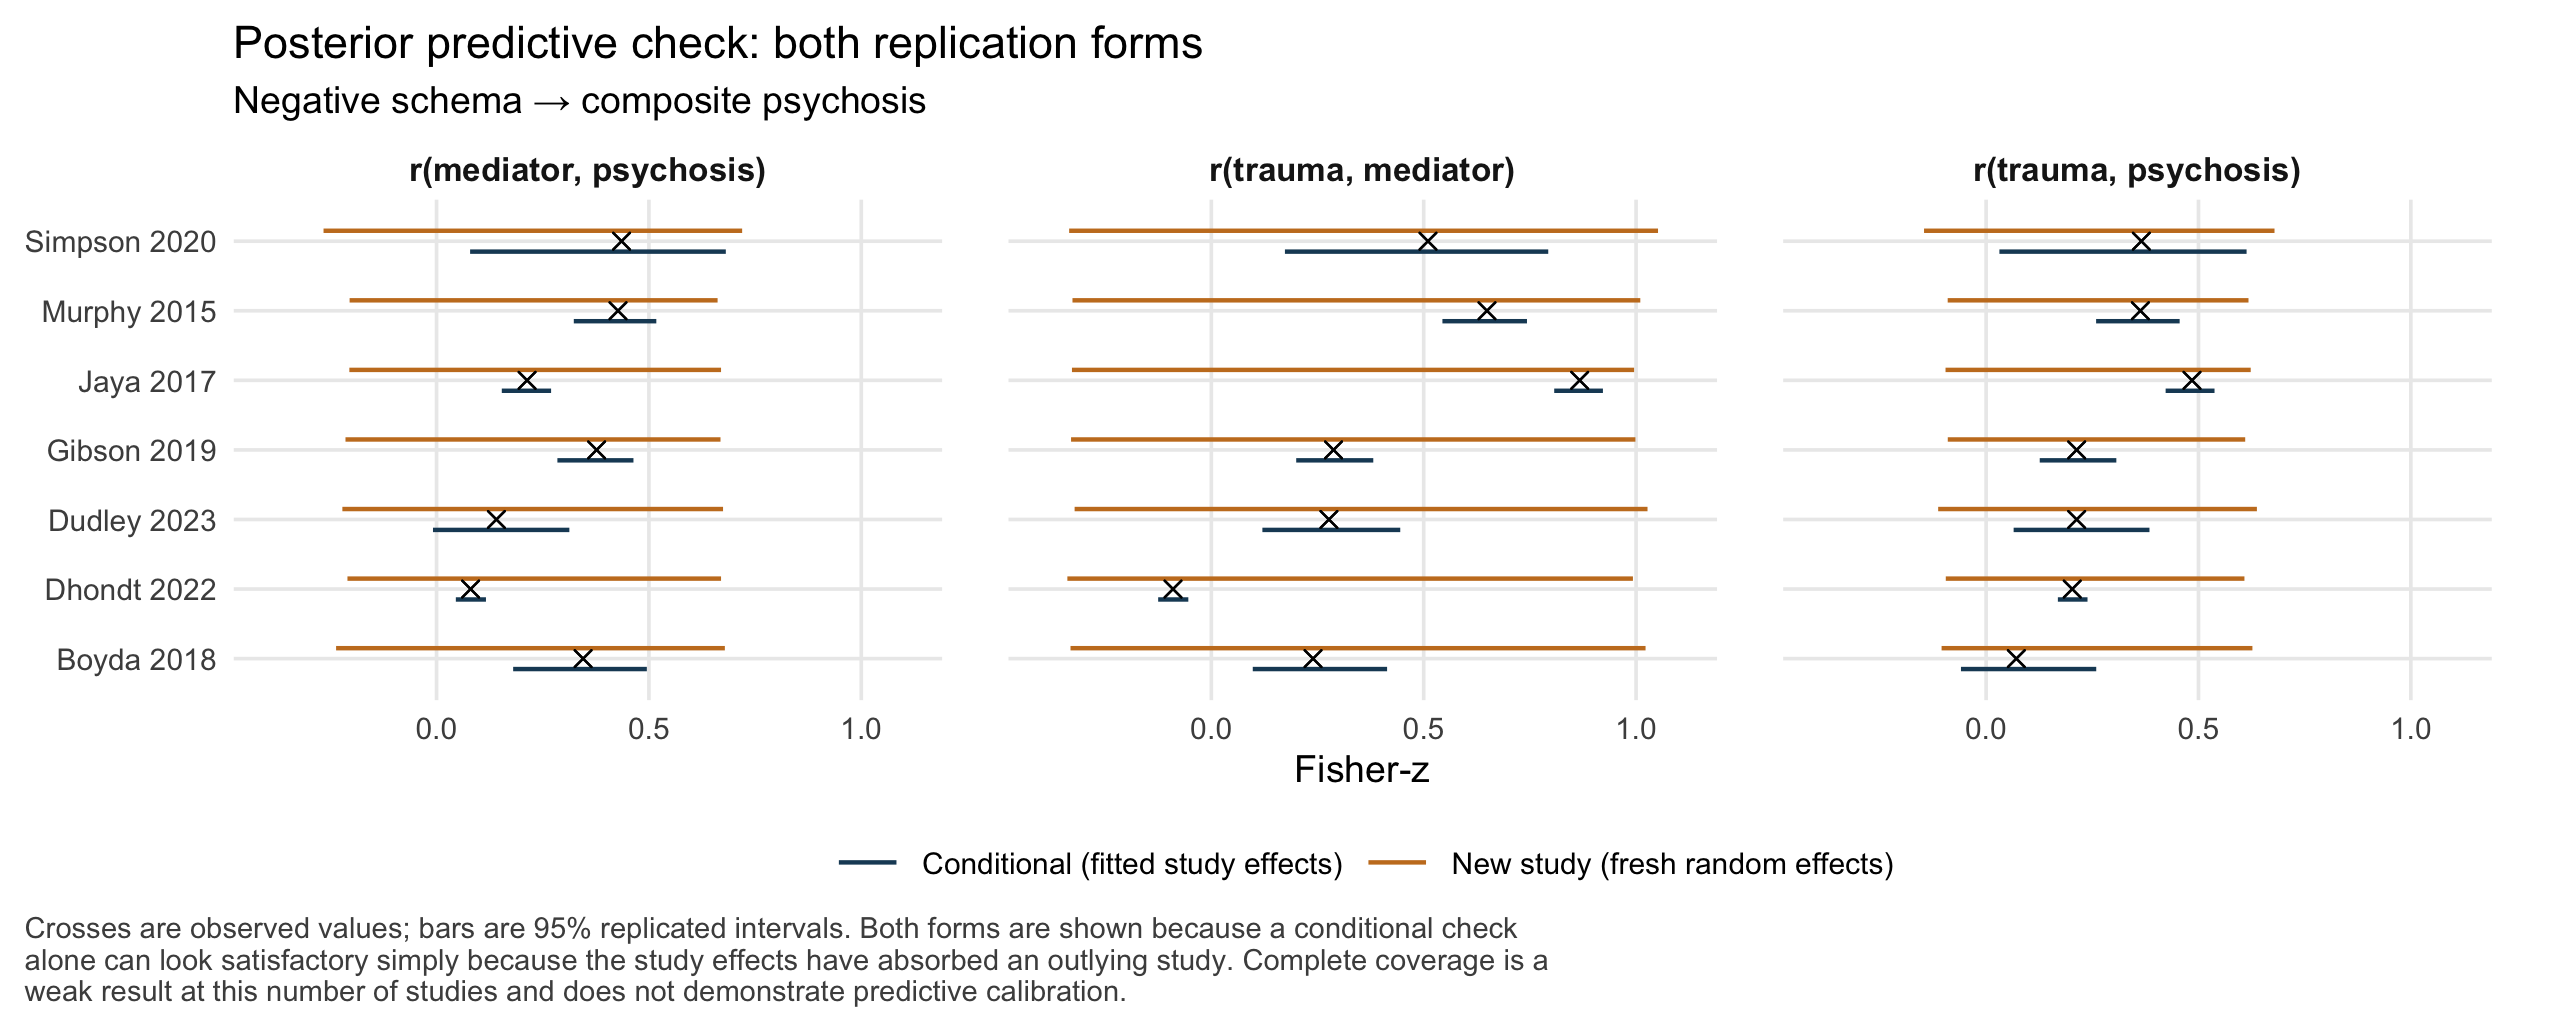 Posterior predictive check: both replication forms
Negative schema → composite psychosis
r(mediator, psychosis)
r(trauma, mediator)
r(trauma, psychosis)
Simpson 2020
Murphy 2015
Jaya 2017
Gibson 2019
Dudley 2023
Dhondt 2022
Boyda 2018
0.0 0.5 1.0
0.0 0.5 1.0
0.0 0.5 1.0
Fisher-z
Conditional (fitted study effects)
New study (fresh random effects)
Crosses are observed values; bars are 95% replicated intervals. Both forms are shown because a conditional check
alone can look satisfactory simply because the study effects have absorbed an outlying study. Complete coverage is a
weak result at this number of studies and does not demonstrate predictive calibration.